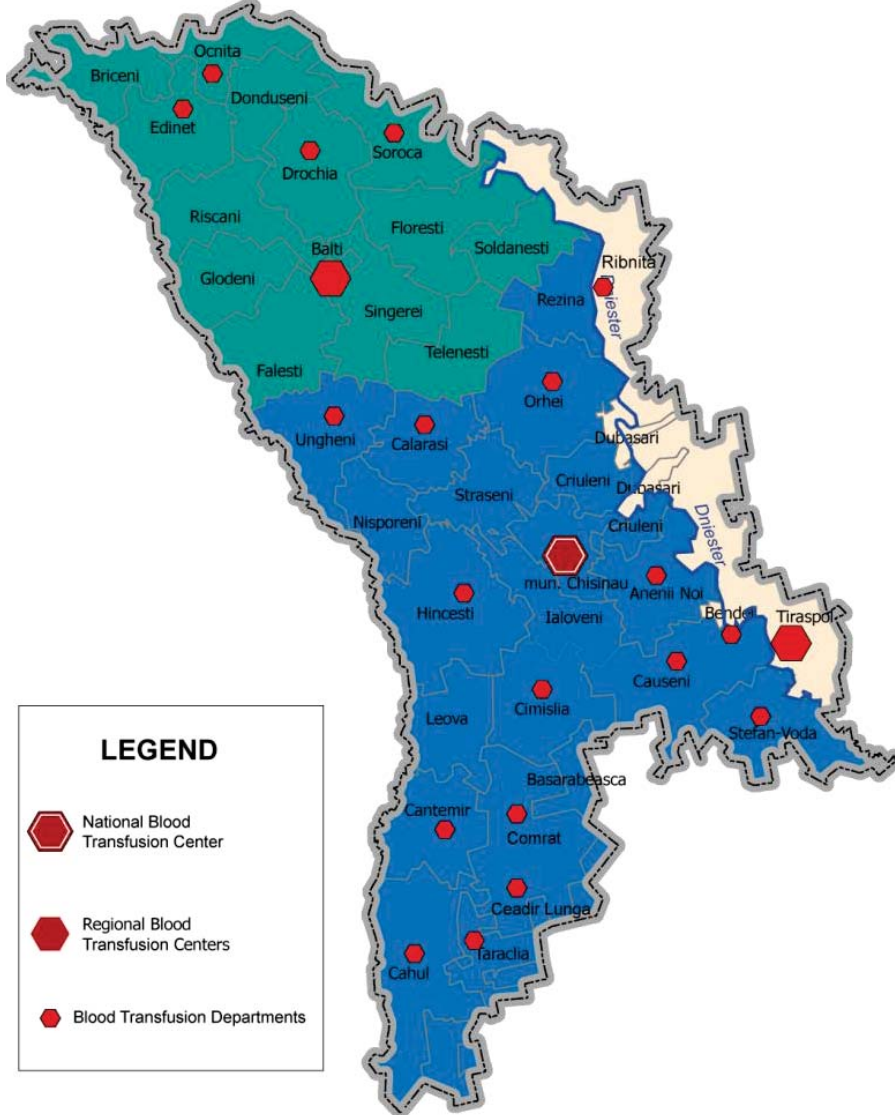 Ocnita
Briceni
Donduseni
Edinet
Soroca
Drochia
Riscani
Floresti
Balti
Soldanesti
Glodeni
Ribnita
Rezina
Dniester
Singerei
Telenesti
Falesti
Orhei
Ungheni
Calarasi
Dubasari
Criuleni
Straseni
Dubasari
Nisporeni
Criuleni
Dniester
mun. Chisinau
Anenii Noi
Hincesti
Ialoveni
Bender
Tiraspol
Causeni
Cimislia
Leova
Stefan-Voda
LEGEND
Basarabeasca
Cantemir
National Blood
Transfusion Center
Comrat
Ceadir Lunga
Regional Blood
Transfusion Centers
Taraclia
Cahul
Blood Transfusion Departments